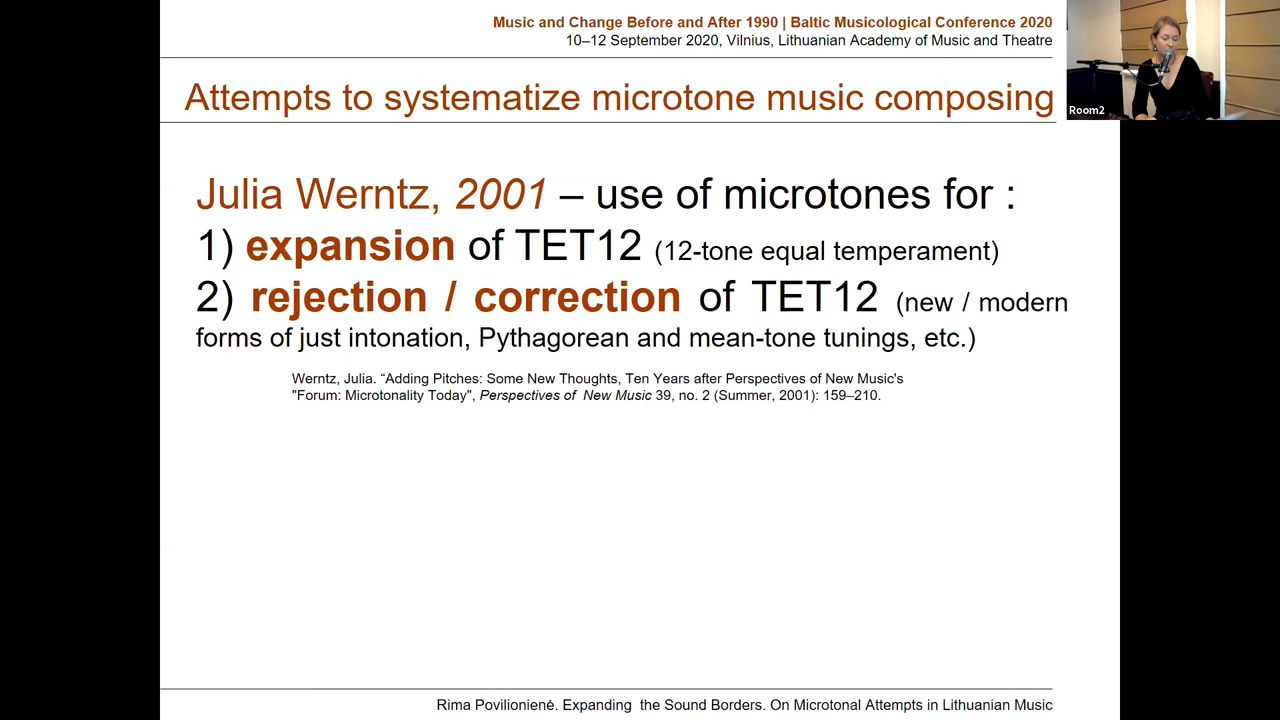 Music and Change Before and After 1990 | Baltic Musicological Conference 2020
10–12 September 2020, Vilnius, Lithuanian Academy of Music and Theatre
Room2
Attempts to systematize microtone music composing
Julia Werntz, 2001 – use of microtones for :
1) expansion of TET12 (12-tone equal temperament)
2) rejection / correction of TET12 (new / modern
forms of just intonation, Pythagorean and mean-tone tunings, etc.)
Werntz, Julia. “Adding Pitches: Some New Thoughts, Ten Years after Perspectives of New Music's
"Forum: Microtonality Today", Perspectives of New Music 39, no. 2 (Summer, 2001): 159–210.
Rima Povilionienė. Expanding the Sound Borders. On Microtonal Attempts in Lithuanian Music